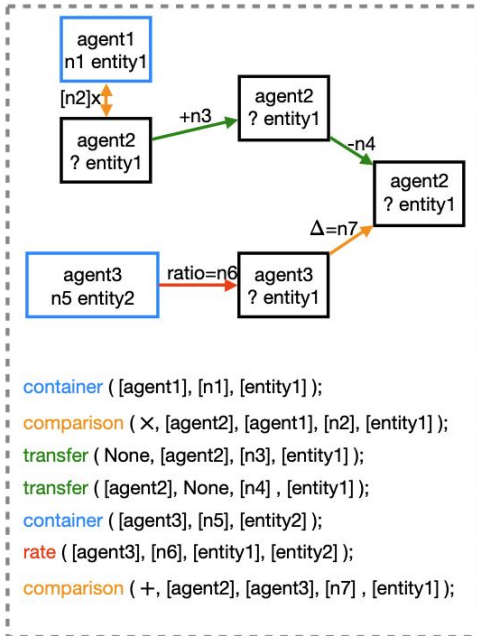 agent1
n1 entity1
[n2]x
agent2
? entity1
+n3
agent2
? entity1
-n4
agent2
? entity1
Δ=n7
agent3
n5 entity2
ratio=n6
agent3
? entity1
container ( [agent1], [n1], [entity1] );
comparison ( ×, [agent2], [agent1], [n2], [entity1] );
transfer ( None, [agent2], [n3], [entity1] );
transfer ( [agent2], None, [n4] , [entity1] );
container ( [agent3], [n5], [entity2] );
rate ( [agent3], [n6], [entity1], [entity2] );
comparison ( +, [agent2], [agent3], [n7] , [entity1] );